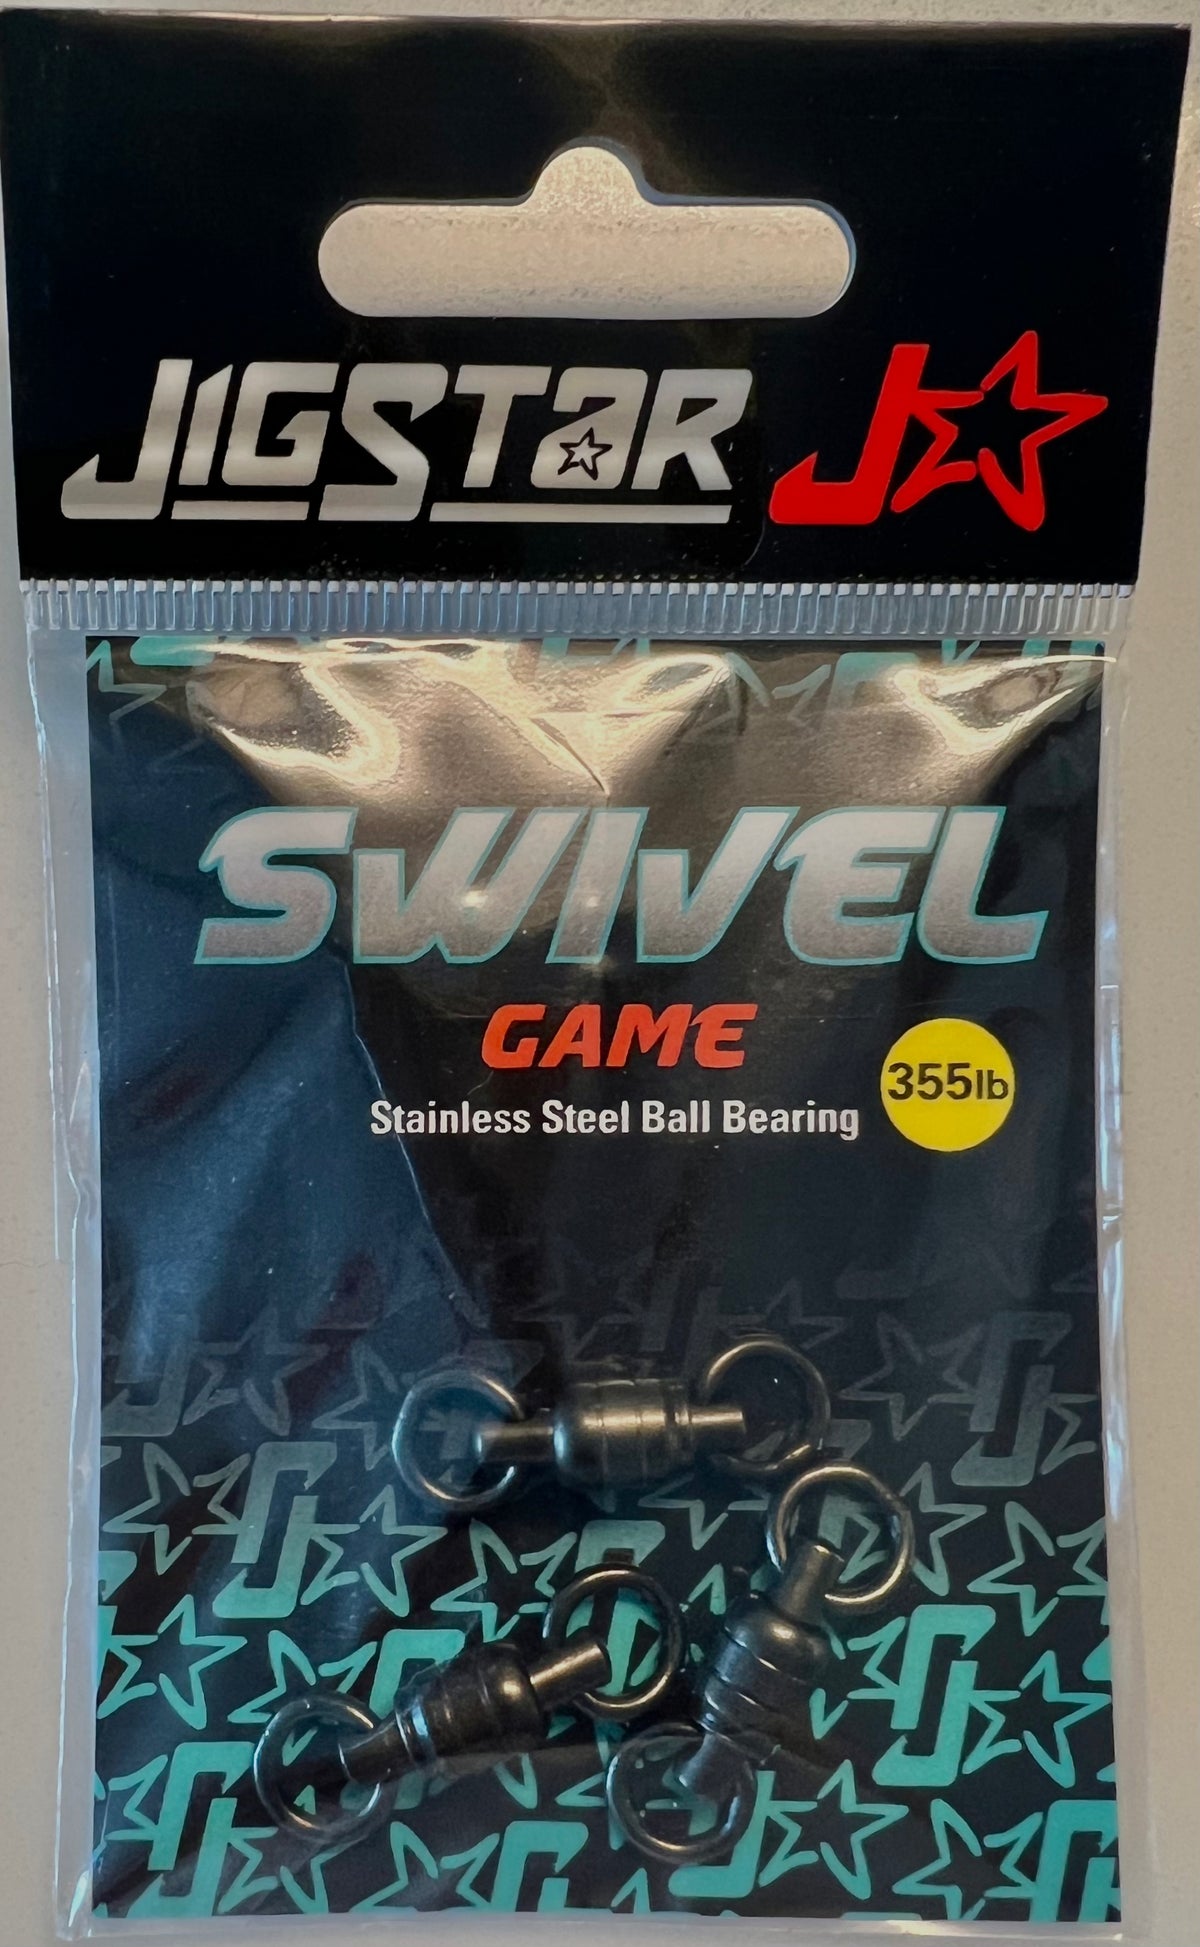 JIGSTAR J
SWIVEL
GAME
Stainless Steel Ball Bearing
355lb